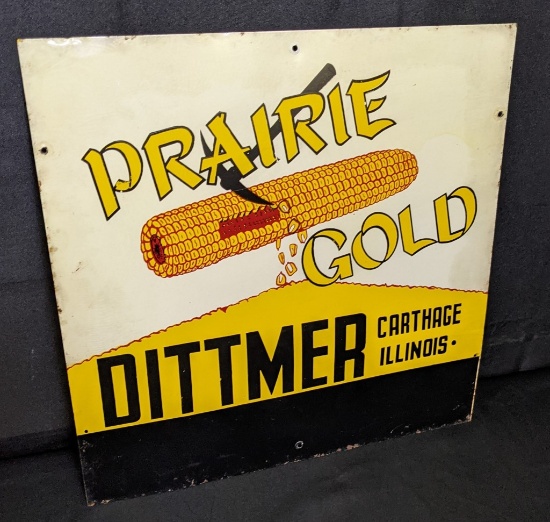 PRAIRIE
GOLD
DITTMER
CARTHAGE
ILLINOIS •